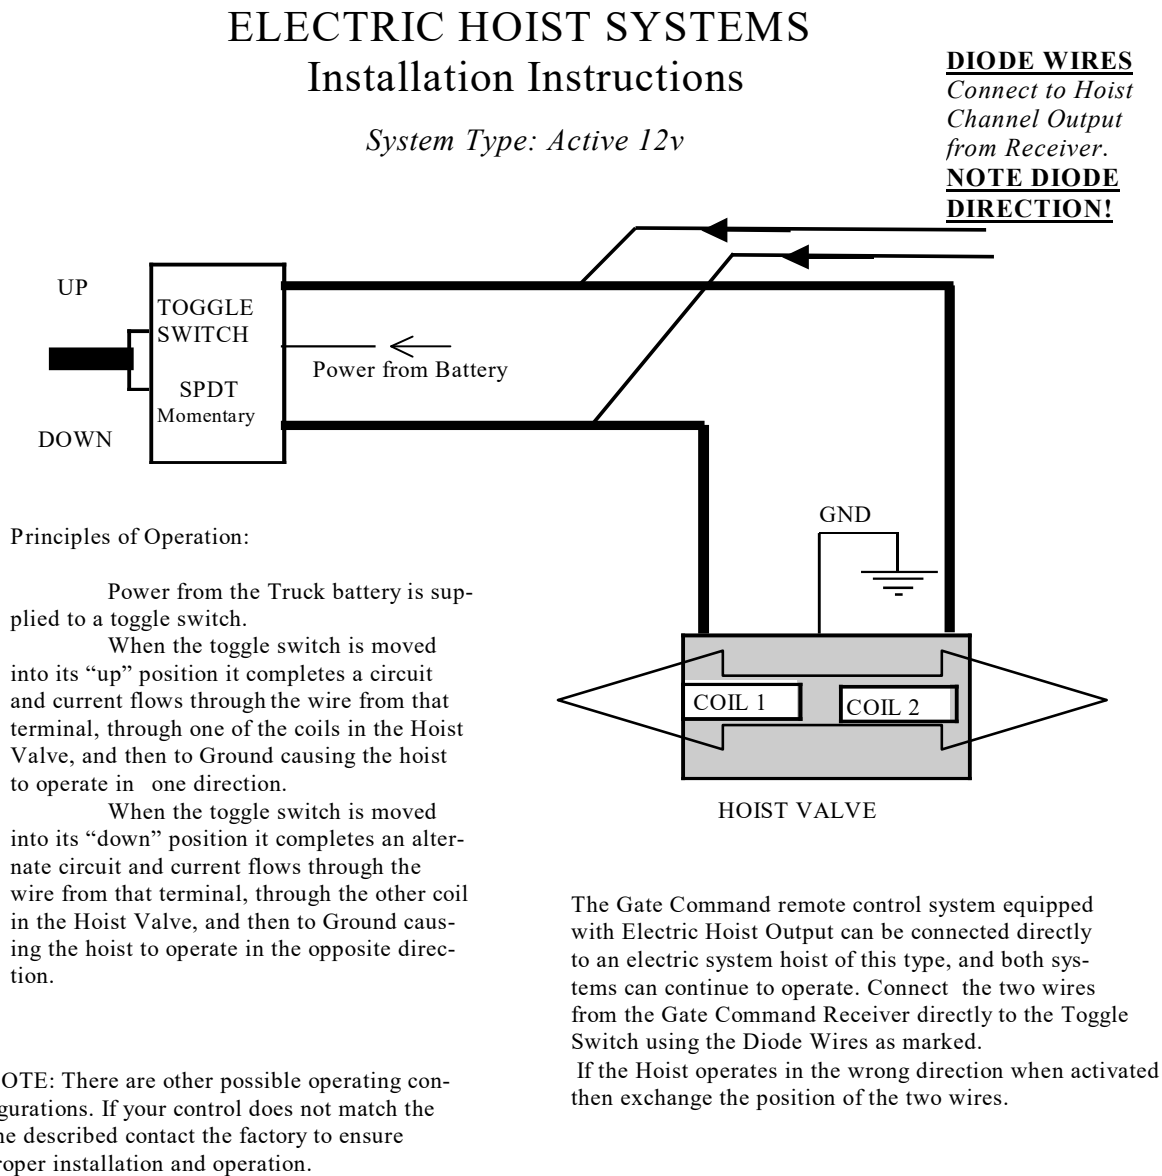 ELECTRIC HOIST SYSTEMS
Installation Instructions
System Type: Active 12v
DIODE WIRES
Connect to Hoist
Channel Output
from Receiver.
NOTE DIODE
DIRECTION!
UP
TOGGLE
SWITCH
SPDT
Momentary
DOWN
Power from Battery
GND
COIL 1
COIL 2
HOIST VALVE
Principles of Operation:
Power from the Truck battery is sup-
plied to a toggle switch.
When the toggle switch is moved
into its “up” position it completes a circuit
and current flows through the wire from that
terminal, through one of the coils in the Hoist
Valve, and then to Ground causing the hoist
to operate in one direction.
When the toggle switch is moved
into its “down” position it completes an alter-
nate circuit and current flows through the
wire from that terminal, through the other coil
in the Hoist Valve, and then to Ground caus-
ing the hoist to operate in the opposite direc-
tion.
OTE: There are other possible operating con-
gurations. If your control does not match the
ne described contact the factory to ensure
roper installation and operation.
The Gate Command remote control system equipped
with Electric Hoist Output can be connected directly
to an electric system hoist of this type, and both sys-
tems can continue to operate. Connect the two wires
from the Gate Command Receiver directly to the Toggle
Switch using the Diode Wires as marked.
If the Hoist operates in the wrong direction when activated
then exchange the position of the two wires.